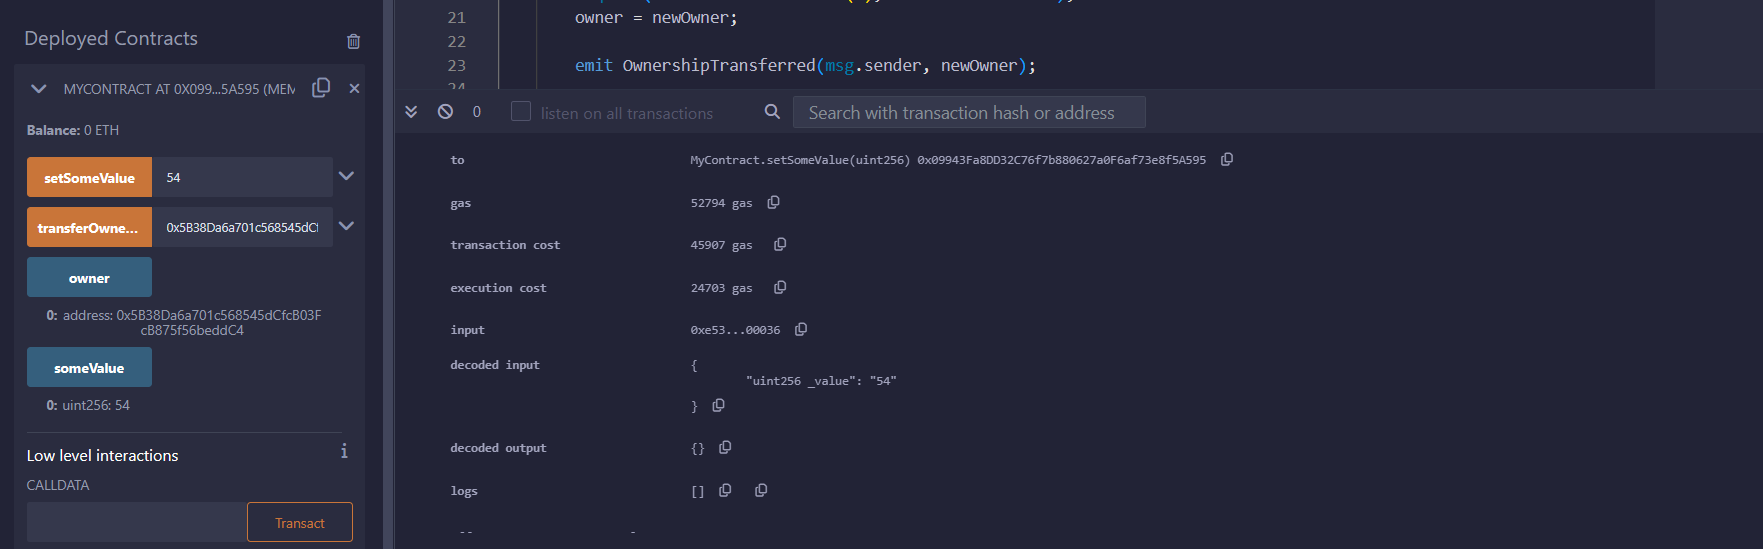 Deployed Contracts
MYCONTRACT AT 0X099...5A595 (MEM
Balance: 0 ETH
setSomeValue 54
transferOwne... 0x5B38Da6a701c568545dCf
owner
0: address: 0x5B38Da6a701c568545dCfcB03F
cB875f56beddC4
someValue
0: uint256: 54
Low level interactions
CALLDATA
Transact
21 owner = newOwner;
22
23 emit OwnershipTransferred(msg.sender, newOwner);
24
0 listen on all transactions Search with transaction hash or address
to MyContract.setSomeValue(uint256) 0x09943Fa8DD32C76f7b880627a0F6af73e8f5A595
gas 52794 gas
transaction cost 45907 gas
execution cost 24703 gas
input 0xe53...00036
decoded input {
"uint256 _value": "54"
}
decoded output {}
logs []